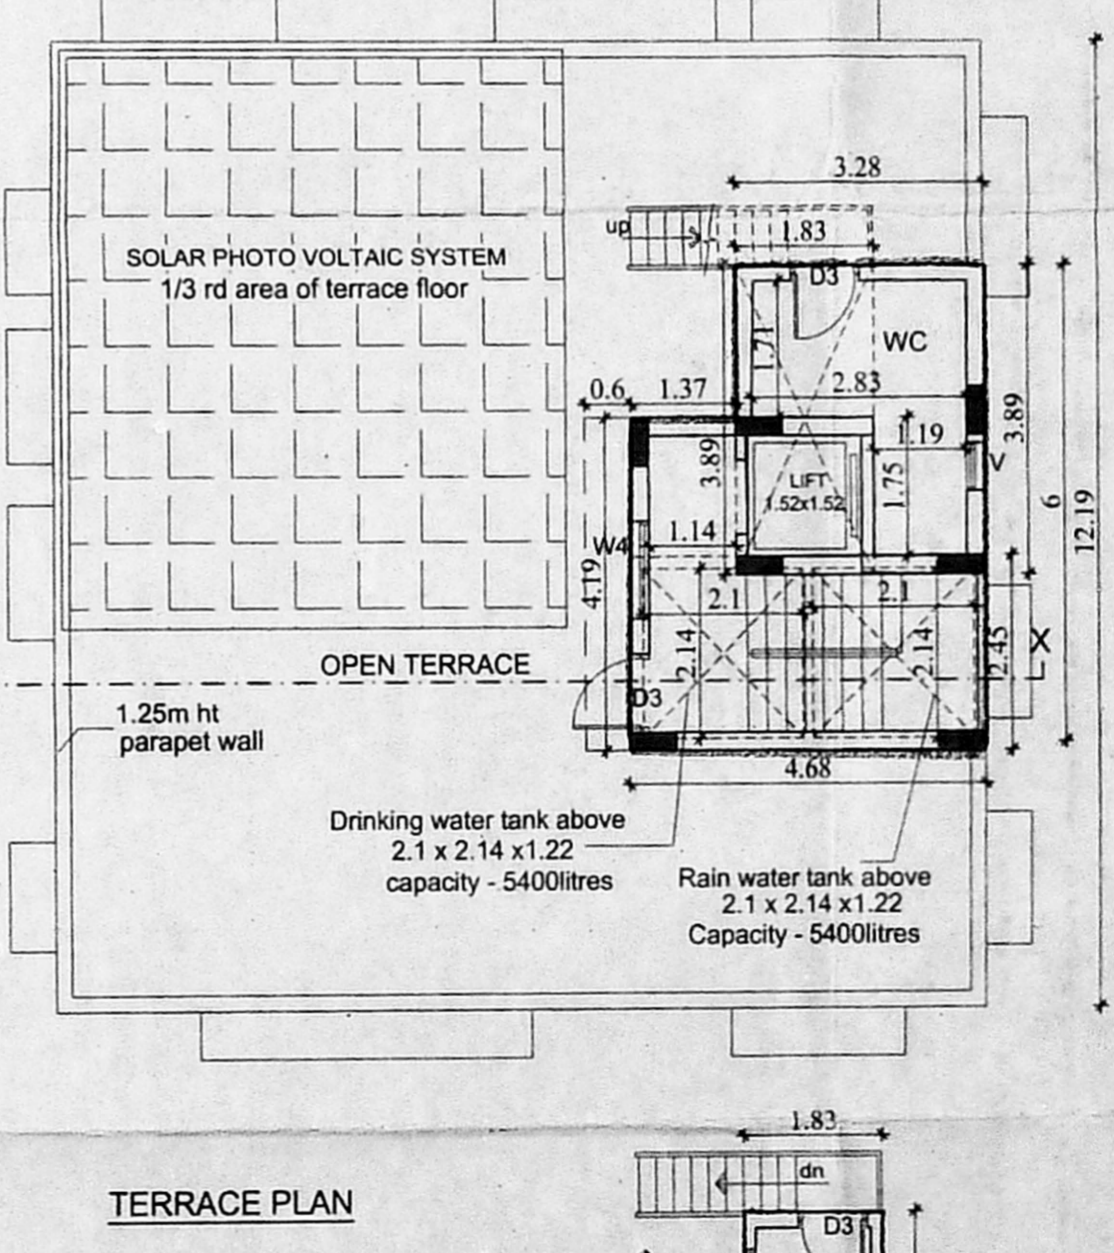 3.28
up
1.83
D3
SOLAR PHOTO VOLTAIC SYSTEM
1/3 rd area of terrace floor
1.71
WC
2.83
0.6
1.37
3.89
1.19
3.89
V
LIFT
1.52x1.52
1.75
6
12.19
W4
1.14
4.19
2.1
2.1
2.14
2.14
2.45
X
OPEN TERRACE
D3
1.25m ht
parapet wall
4.68
Drinking water tank above
2.1 x 2.14 x1.22
capacity - 5400litres
Rain water tank above
2.1 x 2.14 x1.22
Capacity - 5400litres
1.83
dn
TERRACE PLAN
D3